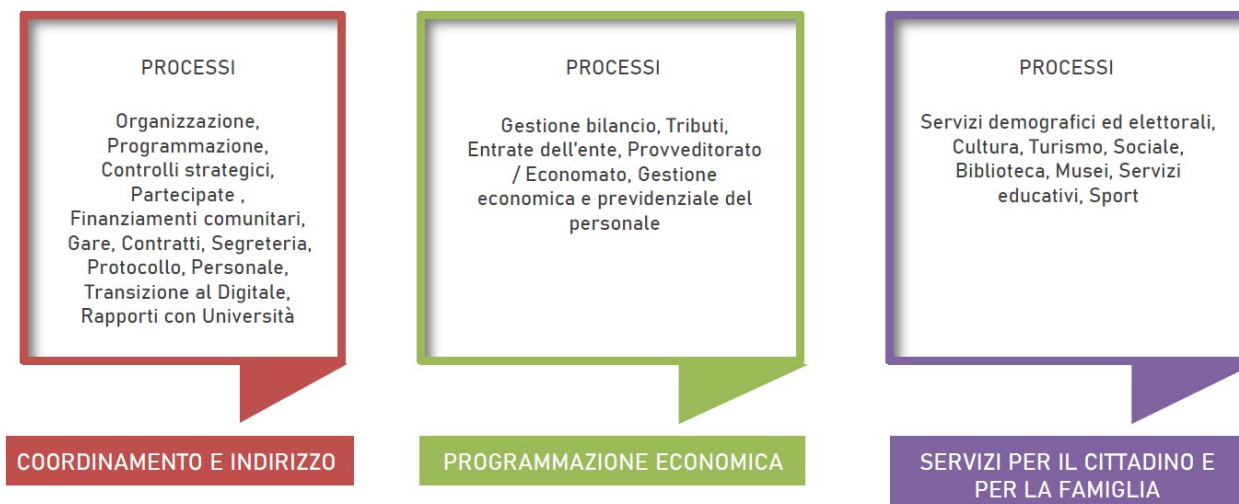 PROCESSI
Organizzazione,
Programmazione,
Controlli strategici,
Partecipate ,
Finanziamenti comunitari,
Gare, Contratti, Segreteria,
Protocollo, Personale,
Transizione al Digitale,
Rapporti con Università
COORDINAMENTO E INDIRIZZO
PROCESSI
Gestione bilancio, Tributi,
Entrate dell'ente, Provveditorato
/ Economato, Gestione
economica e previdenziale del
personale
PROGRAMMAZIONE ECONOMICA
PROCESSI
Servizi demografici ed elettorali,
Cultura, Turismo, Sociale,
Biblioteca, Musei, Servizi
educativi, Sport
SERVIZI PER IL CITTADINO E
PER LA FAMIGLIA